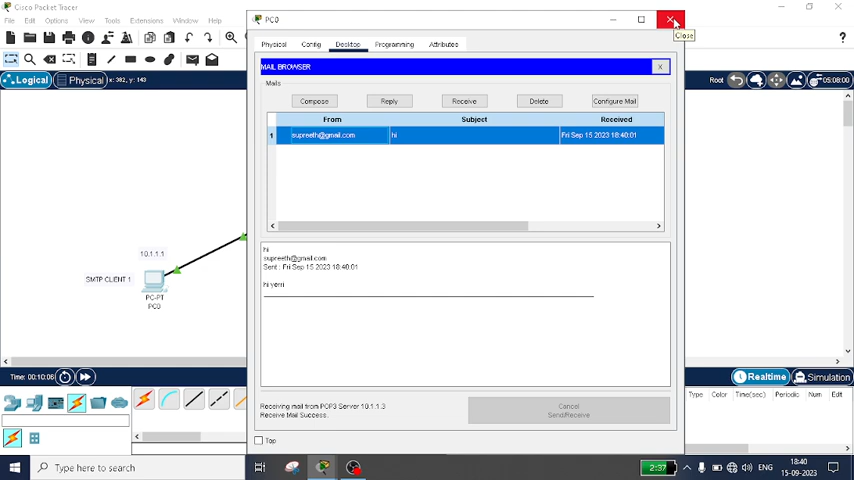 Cisco Packet Tracer
File Edit Options View Tools Extensions Window Help
Logical Physical x: 382, y: 143
Root 05:08:00
PC0
Close
Physical Config Desktop Programming Attributes
MAIL BROWSER X
Mails
Compose Reply Receive Delete Configure Mail
From Subject Received
1 supreeth@gmail.com hi Fri Sep 15 2023 18:40:01
hi
supreeth@gmail.com
Sent : Fri Sep 15 2023 18:40:01
hi yerri
Receiving mail from POP3 Server 10.1.1.3
Receive Mail Success.
Cancel
Send/Receive
Top
10.1.1.1
SMTP CLIENT 1
PC-PT
PC0
Time: 00:10:06
Realtime Simulation
Type Color Time(sec) Periodic Num Edit
Type here to search
2:37
ENG
18:40
15-09-2023